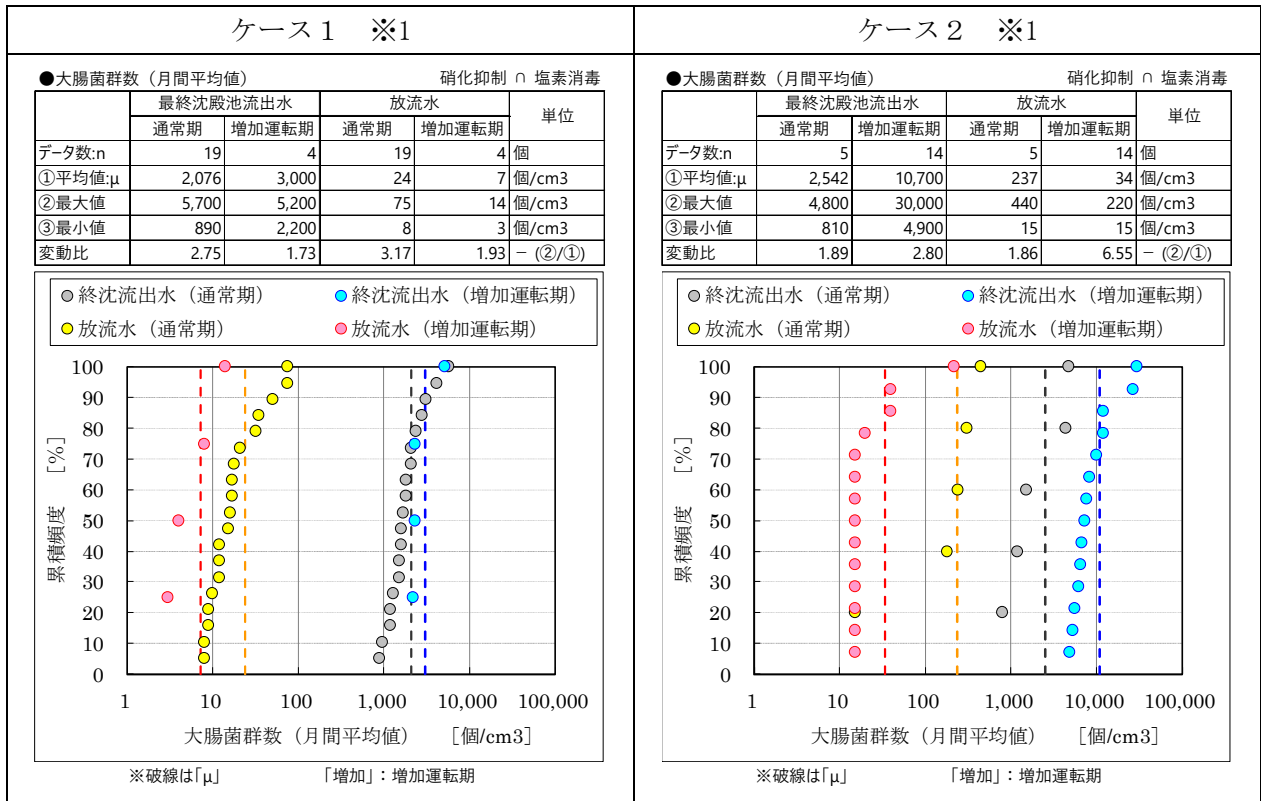 ケース1　※1
●大腸菌群数（月間平均値）　硝化抑制 ∩ 塩素消毒
最終沈殿池流出水　放流水　単位
通常期　増加運転期　通常期　増加運転期
データ数:n　19　4　19　4　個
①平均値:μ　2,076　3,000　24　7　個/cm3
②最大値　5,700　5,200　75　14　個/cm3
③最小値　890　2,200　8　3　個/cm3
変動比　2.75　1.73　3.17　1.93　－ (②/①)
終沈流出水（通常期）　終沈流出水（増加運転期）
放流水（通常期）　放流水（増加運転期）
累積頻度　[%]
100
90
80
70
60
50
40
30
20
10
0
1　10　100　1,000　10,000　100,000
大腸菌群数（月間平均値）　[個/cm3]
※破線は「μ」　「増加」：増加運転期
ケース2　※1
●大腸菌群数（月間平均値）　硝化抑制 ∩ 塩素消毒
最終沈殿池流出水　放流水　単位
通常期　増加運転期　通常期　増加運転期
データ数:n　5　14　5　14　個
①平均値:μ　2,542　10,700　237　34　個/cm3
②最大値　4,800　30,000　440　220　個/cm3
③最小値　810　4,900　15　15　個/cm3
変動比　1.89　2.80　1.86　6.55　－ (②/①)
終沈流出水（通常期）　終沈流出水（増加運転期）
放流水（通常期）　放流水（増加運転期）
累積頻度　[%]
100
90
80
70
60
50
40
30
20
10
0
1　10　100　1,000　10,000　100,000
大腸菌群数（月間平均値）　[個/cm3]
※破線は「μ」　「増加」：増加運転期